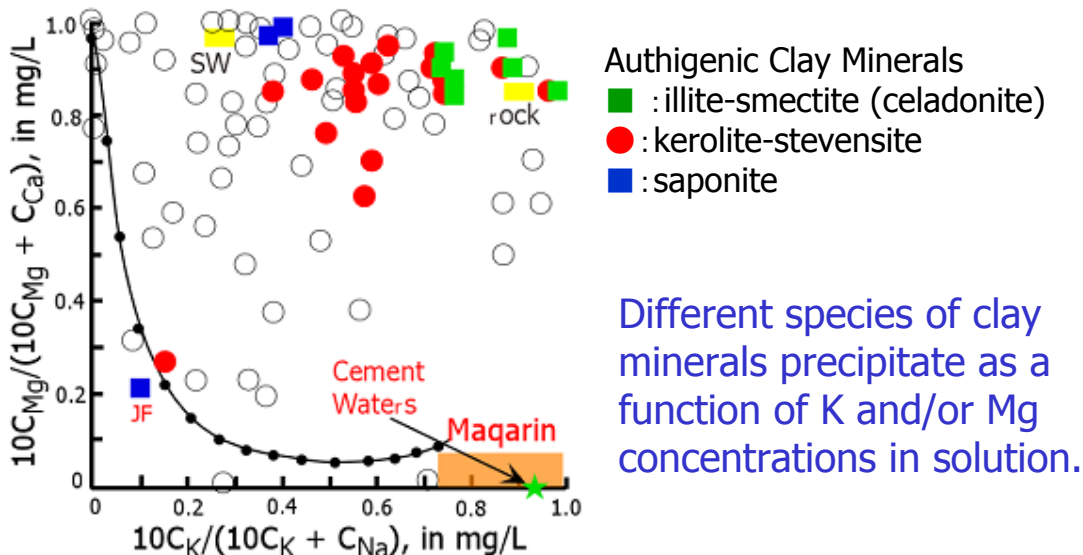 1.0
0.8
0.6
0.4
0.2
0
10C_Mg/(10C_Mg + C_Ca), in mg/L
SW
rock
JF
Cement
Waters
Maqarin
0 0.2 0.4 0.6 0.8 1.0
10C_K/(10C_K + C_Na), in mg/L
Authigenic Clay Minerals
: illite-smectite (celadonite)
: kerolite-stevensite
: saponite
Different species of clay
minerals precipitate as a
function of K and/or Mg
concentrations in solution.